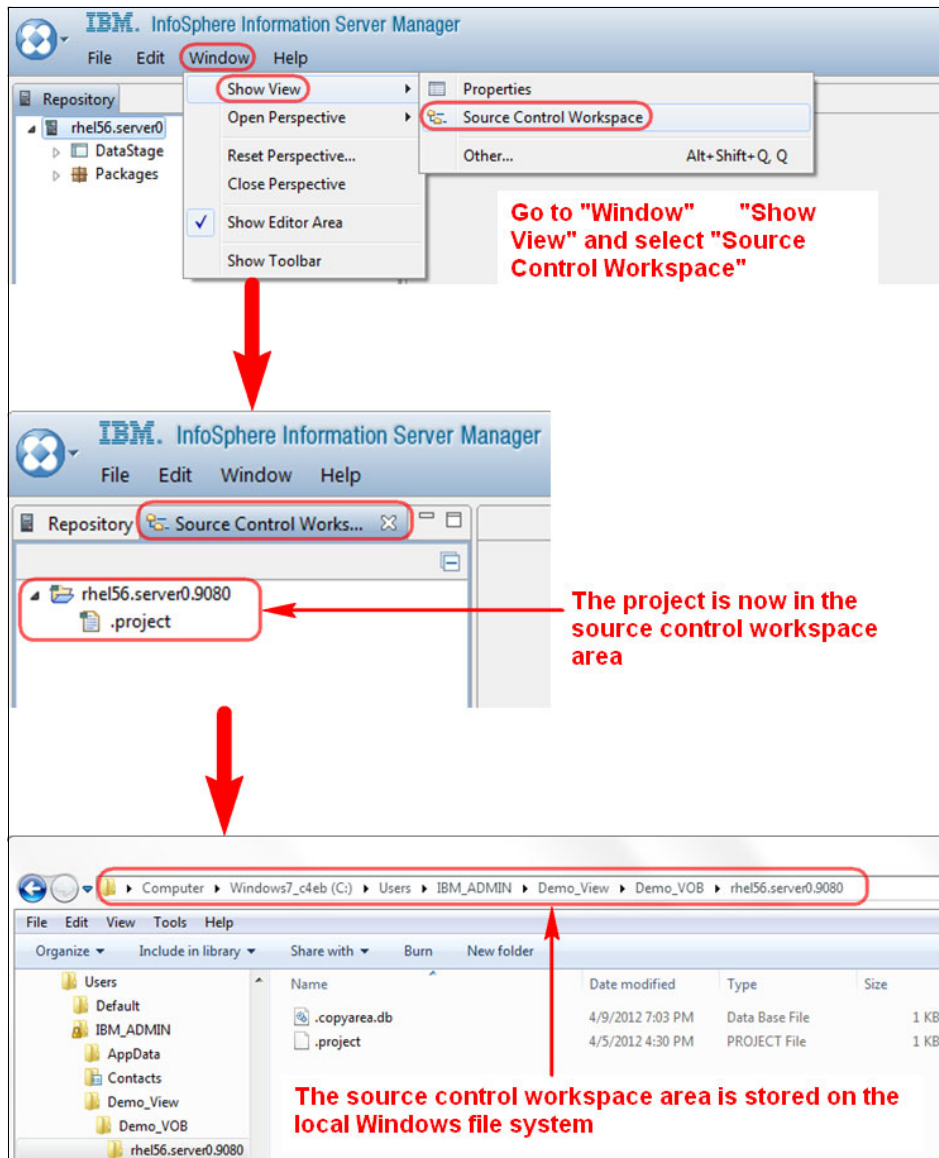 IBM. InfoSphere Information Server Manager
File Edit Window Help
Repository
rhel56.server0
DataStage
Packages
Show View
Open Perspective
Reset Perspective...
Close Perspective
Show Editor Area
Show Toolbar
Properties
Source Control Workspace
Other... Alt+Shift+Q, Q
Go to "Window" "Show
View" and select "Source
Control Workspace"
IBM. InfoSphere Information Server Manager
File Edit Window Help
Repository Source Control Works...
rhel56.server0.9080
.project
The project is now in the
source control workspace
area
Computer Windows7_c4eb (C:) Users IBM_ADMIN Demo_View Demo_VOB rhel56.server0.9080
File Edit View Tools Help
Organize Include in library Share with Burn New folder
Users
Default
IBM_ADMIN
AppData
Contacts
Demo_View
Demo_VOB
rhel56.server0.9080
Name Date modified Type Size
.copyarea.db 4/9/2012 7:03 PM Data Base File 1 KB
.project 4/5/2012 4:30 PM PROJECT File 1 KB
The source control workspace area is stored on the
local Windows file system